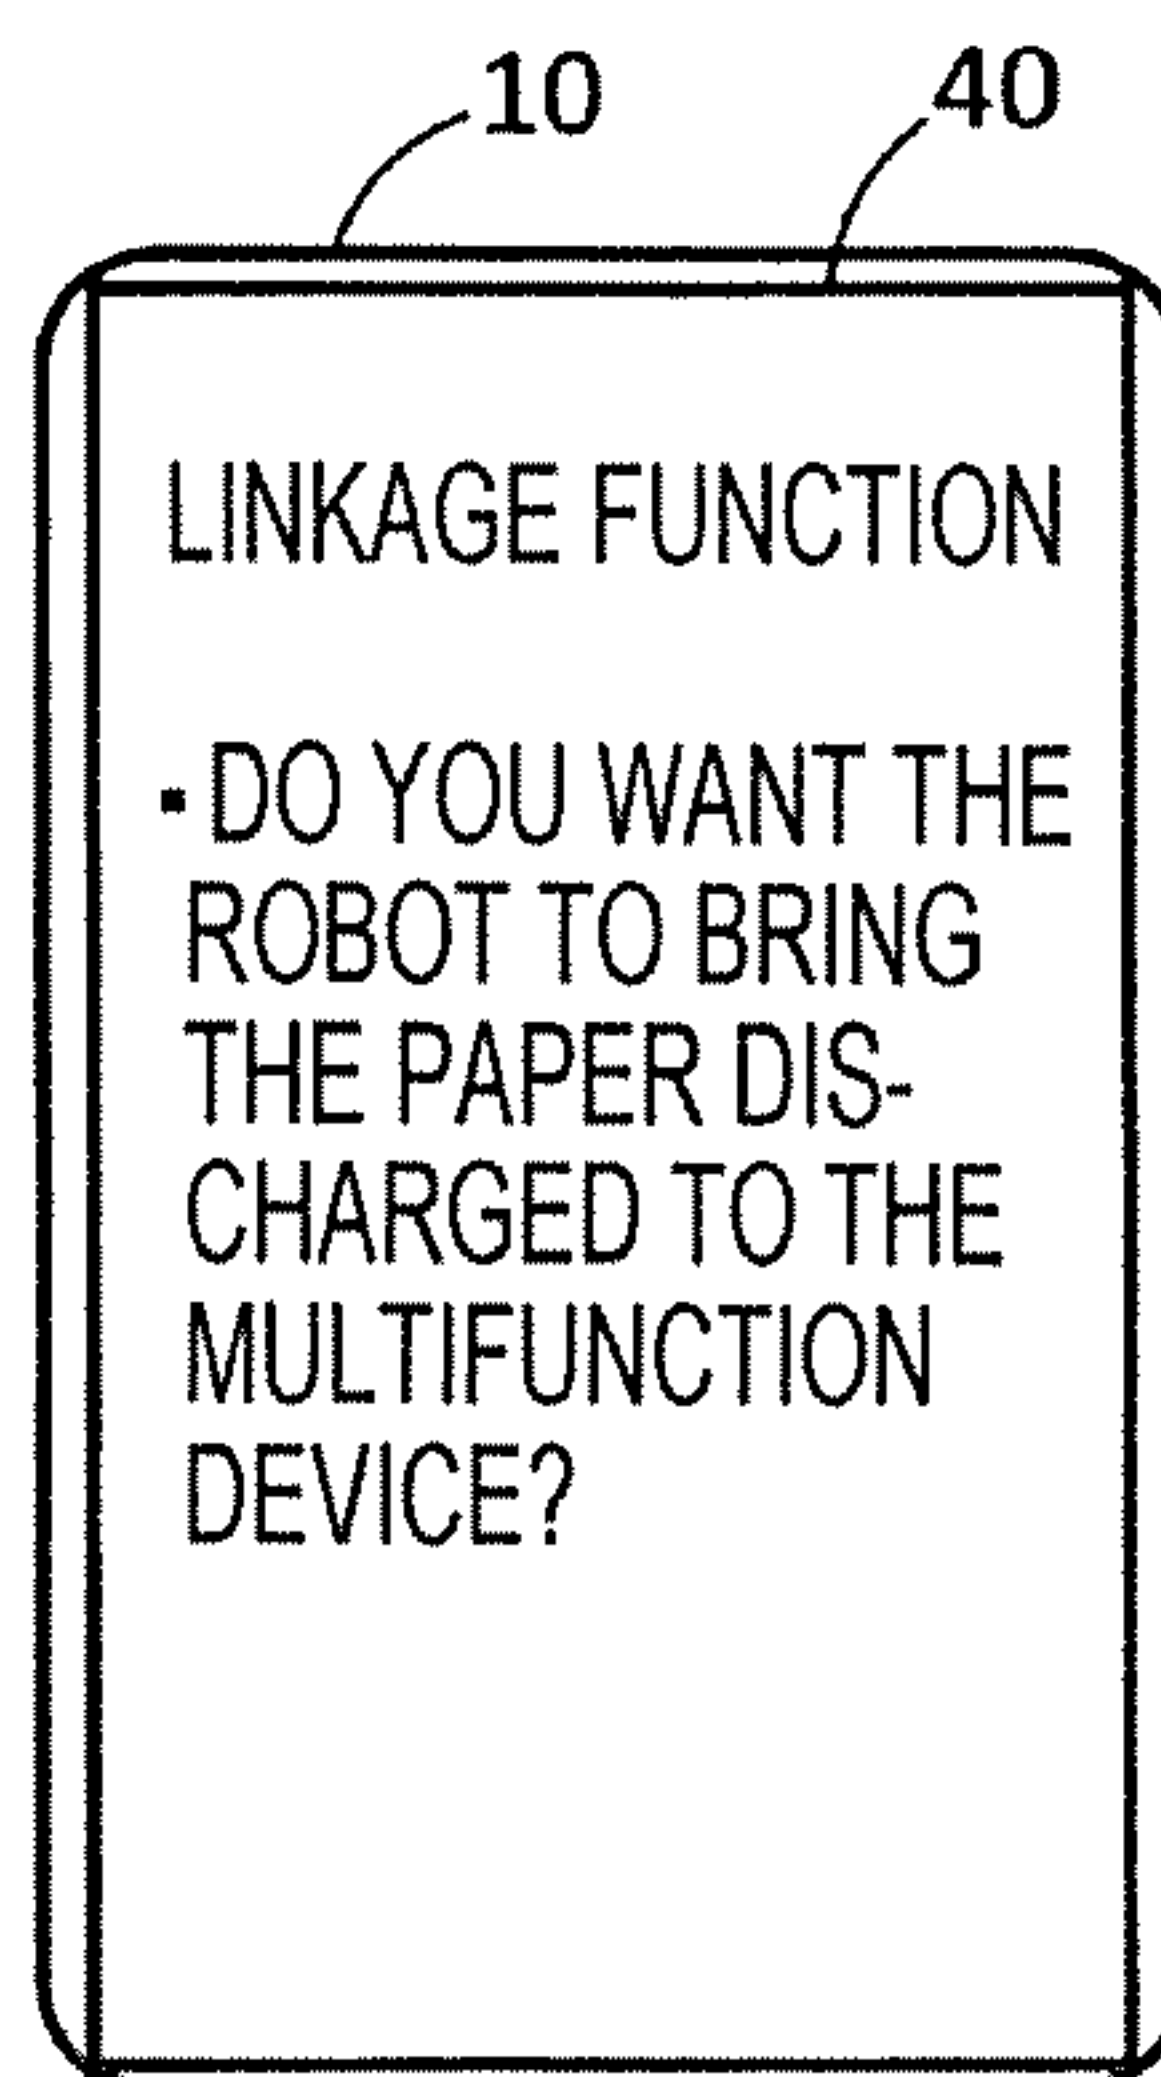 10 40
LINKAGE FUNCTION
▪ DO YOU WANT THE
ROBOT TO BRING
THE PAPER DIS-
CHARGED TO THE
MULTIFUNCTION
DEVICE?